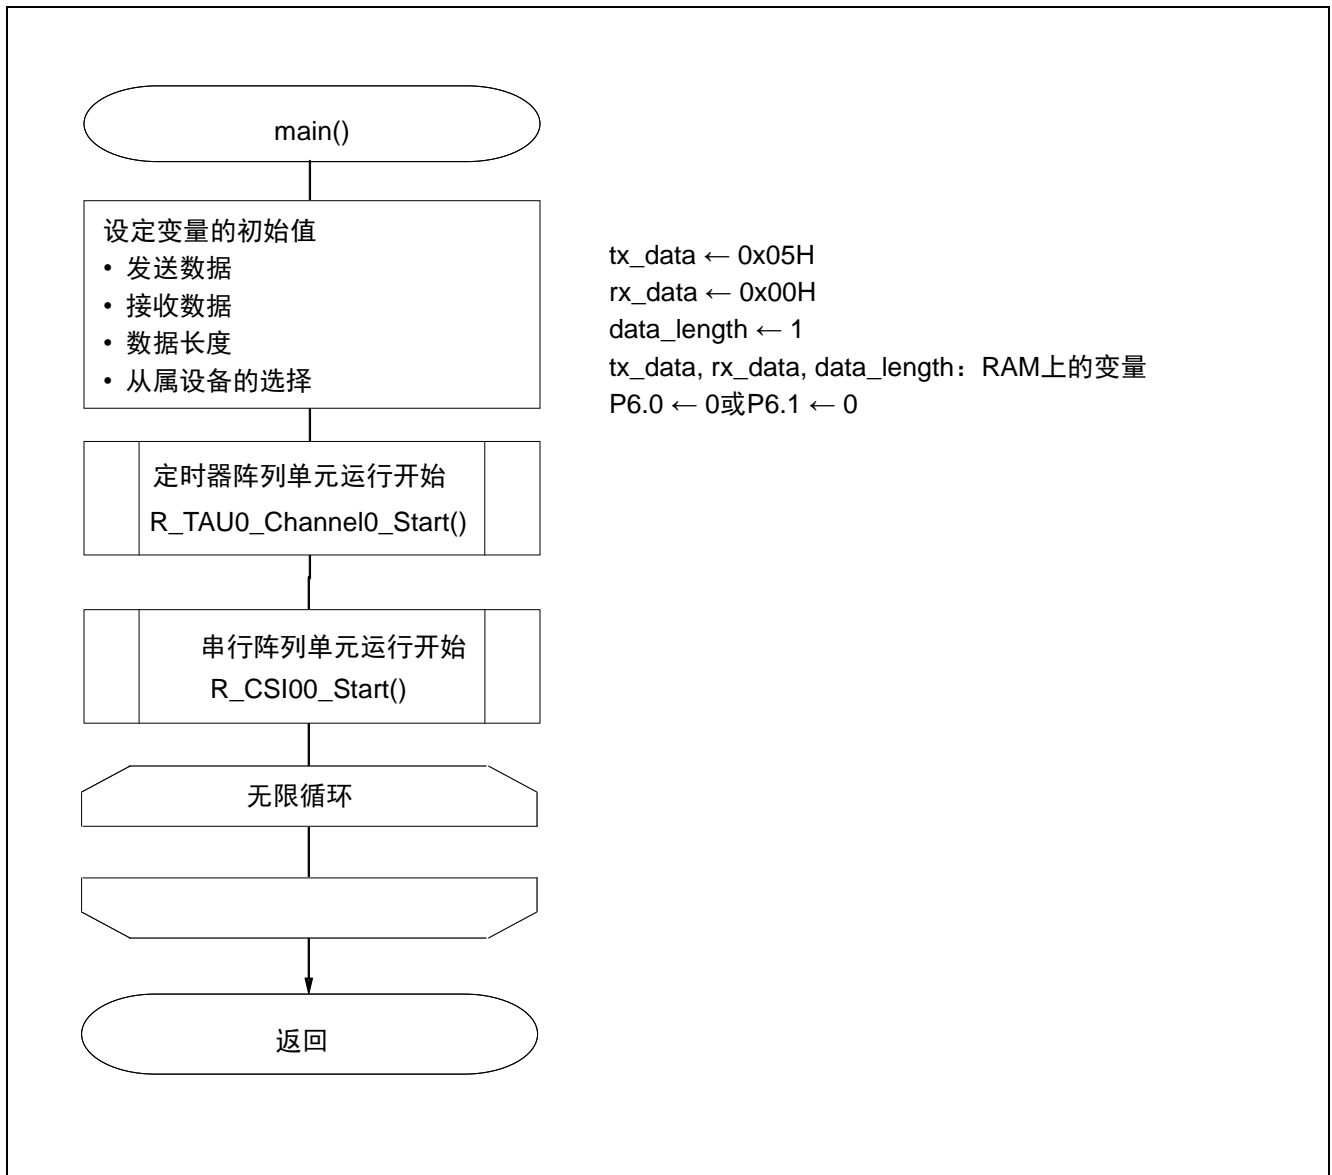 main()
设定变量的初始值
• 发送数据
• 接收数据
• 数据长度
• 从属设备的选择
tx_data ← 0x05H
rx_data ← 0x00H
data_length ← 1
tx_data, rx_data, data_length：RAM上的变量
P6.0 ← 0或P6.1 ← 0
定时器阵列单元运行开始
R_TAU0_Channel0_Start()
串行阵列单元运行开始
R_CSI00_Start()
无限循环
返回